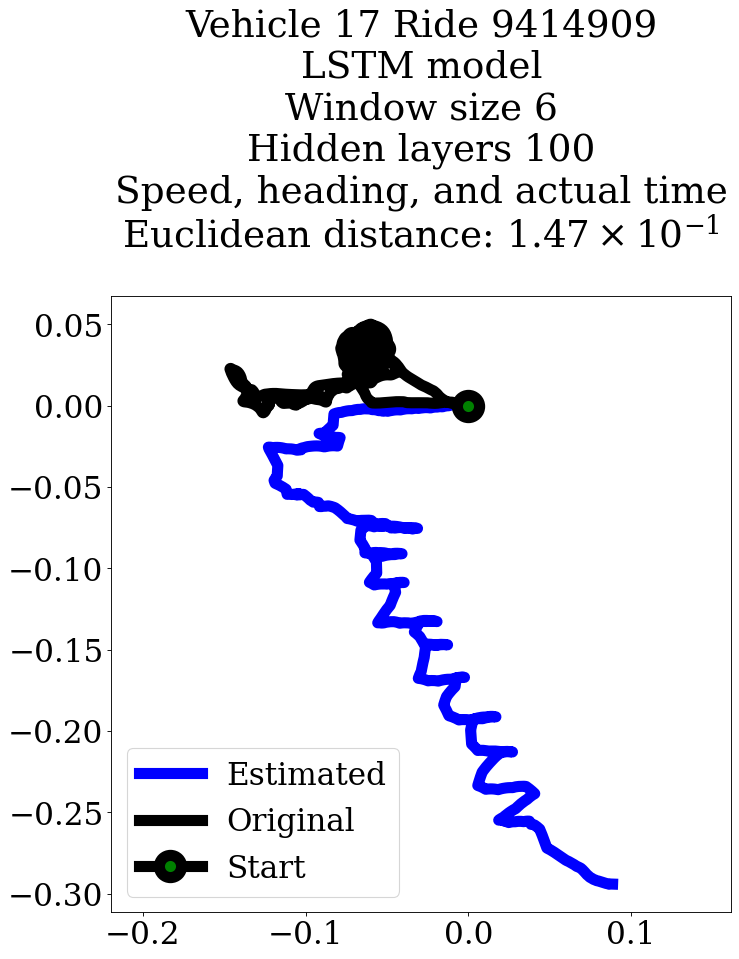 Vehicle 17 Ride 9414909
LSTM model
Window size 6
Hidden layers 100
Speed, heading, and actual time
Euclidean distance: 1.47 × 10⁻¹
0.05
0.00
−0.05
−0.10
−0.15
−0.20
−0.25
−0.30
Estimated
Original
Start
−0.2 −0.1 0.0 0.1